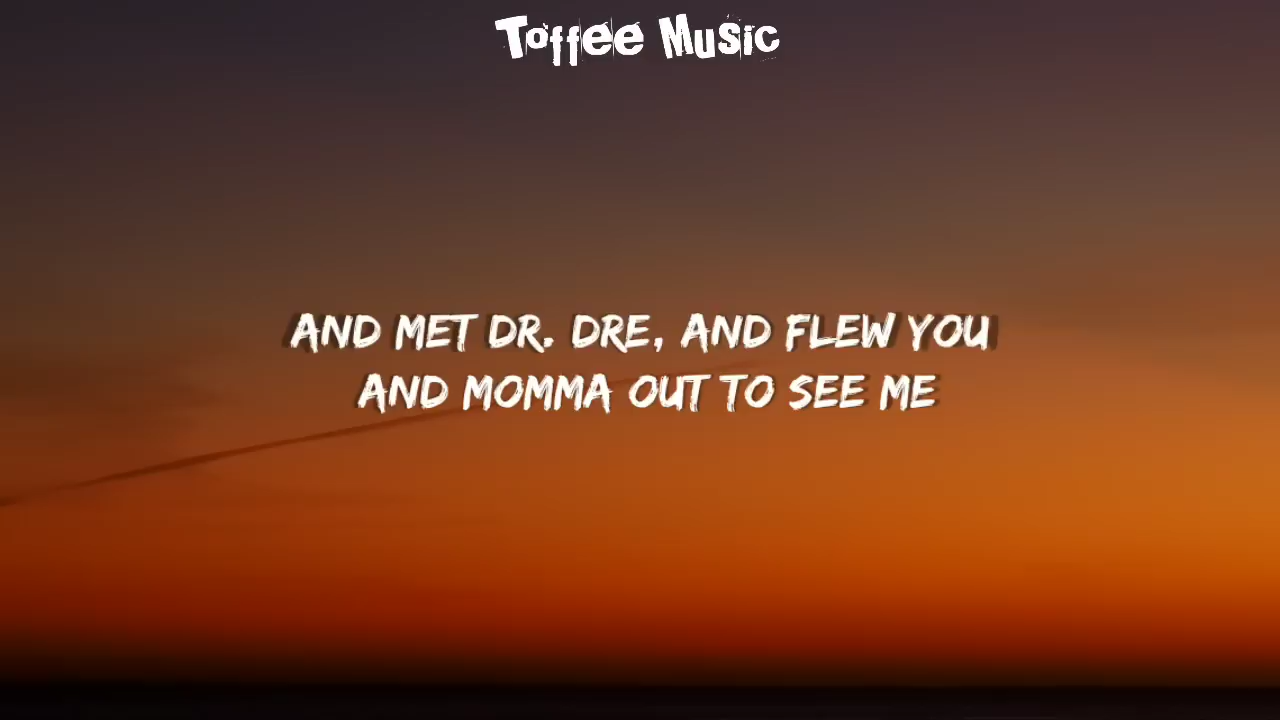 Toffee Music
AND MET DR. DRE, AND FLEW YOU
AND MOMMA OUT TO SEE ME